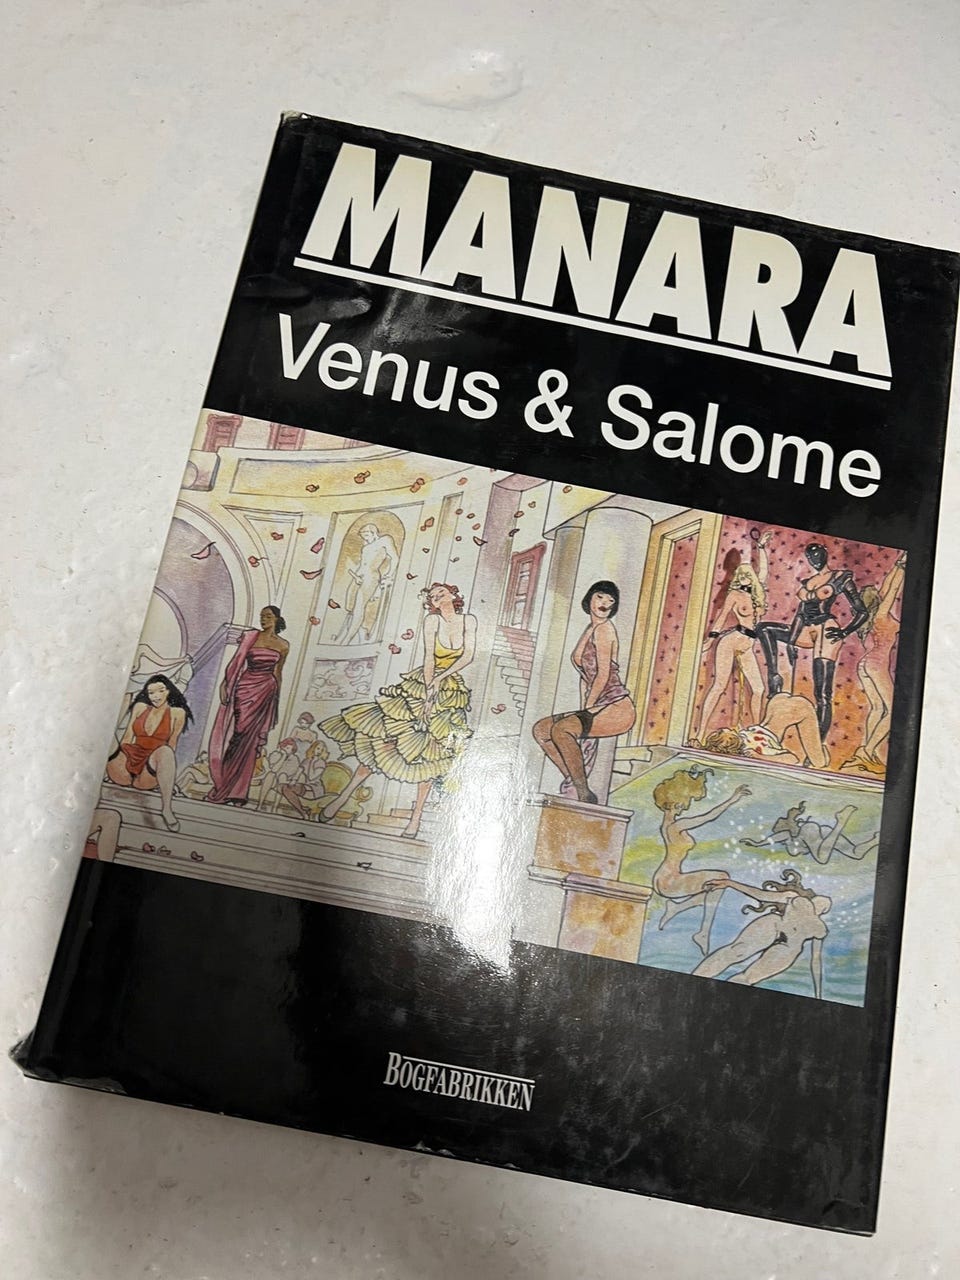 MANARA
Venus & Salome
BOGFABRIKKEN